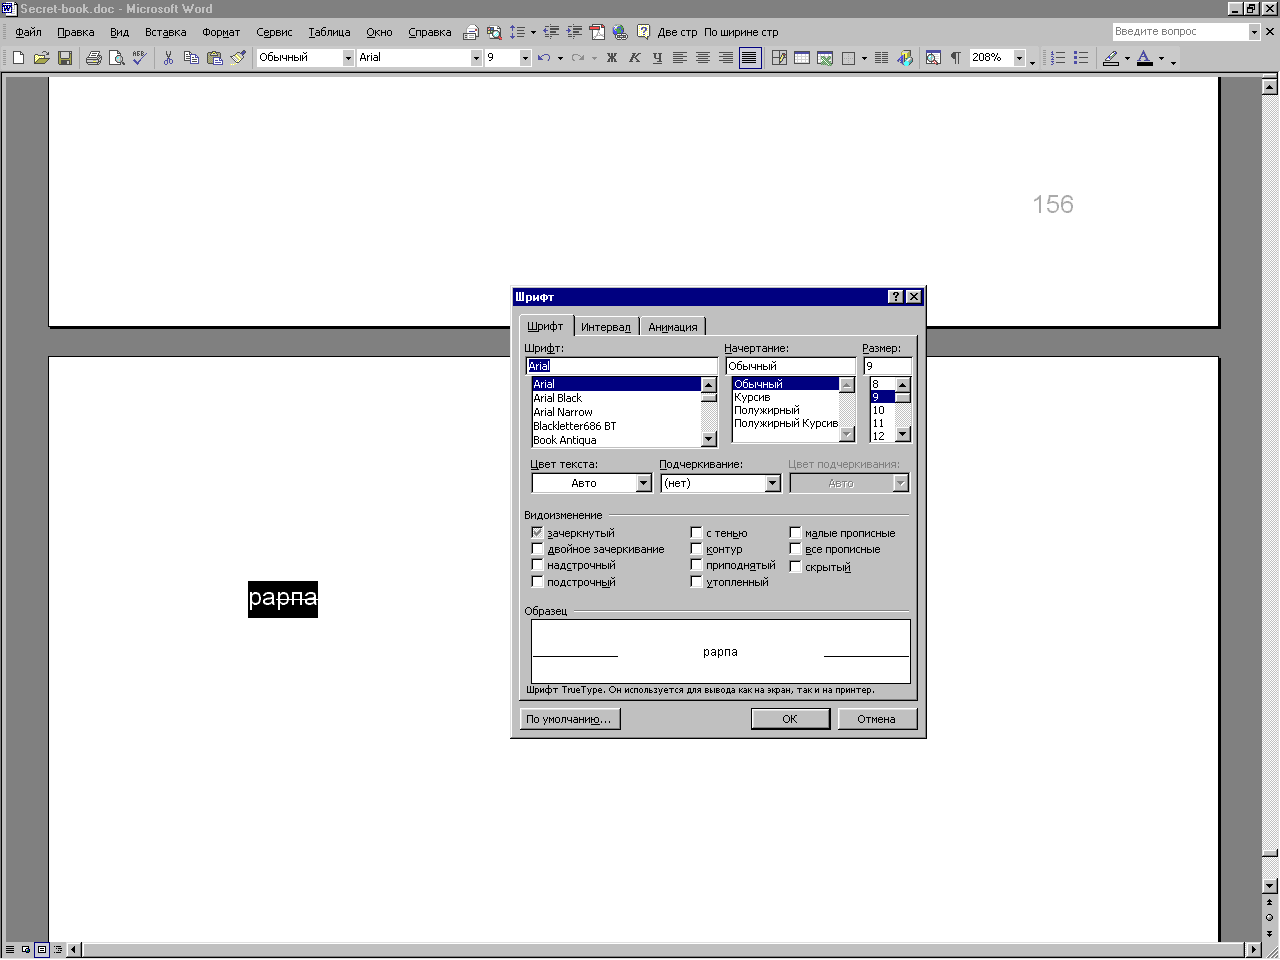 Secret-book.doc - Microsoft Word
Файл Правка Вид Вставка Формат Сервис Таблица Окно Справка Две стр По ширине стр Введите вопрос
Обычный Arial 9 Ж К Ч 208%
156
Шрифт
Шрифт Интервал Анимация
Шрифт: Начертание: Размер:
Arial Обычный 9
Arial Обычный 8
Arial Black Курсив 9
Arial Narrow Полужирный 10
Blackletter686 BT Полужирный Курсив 11
Book Antiqua 12
Цвет текста: Подчеркивание: Цвет подчеркивания:
Авто (нет) Авто
Видоизменение
зачеркнутый с тенью малые прописные
двойное зачеркивание контур все прописные
надстрочный приподнятый скрытый
подстрочный утопленный
рарпа
Образец
рарпа
Шрифт TrueType. Он используется для вывода как на экран, так и на принтер.
По умолчанию... ОК Отмена